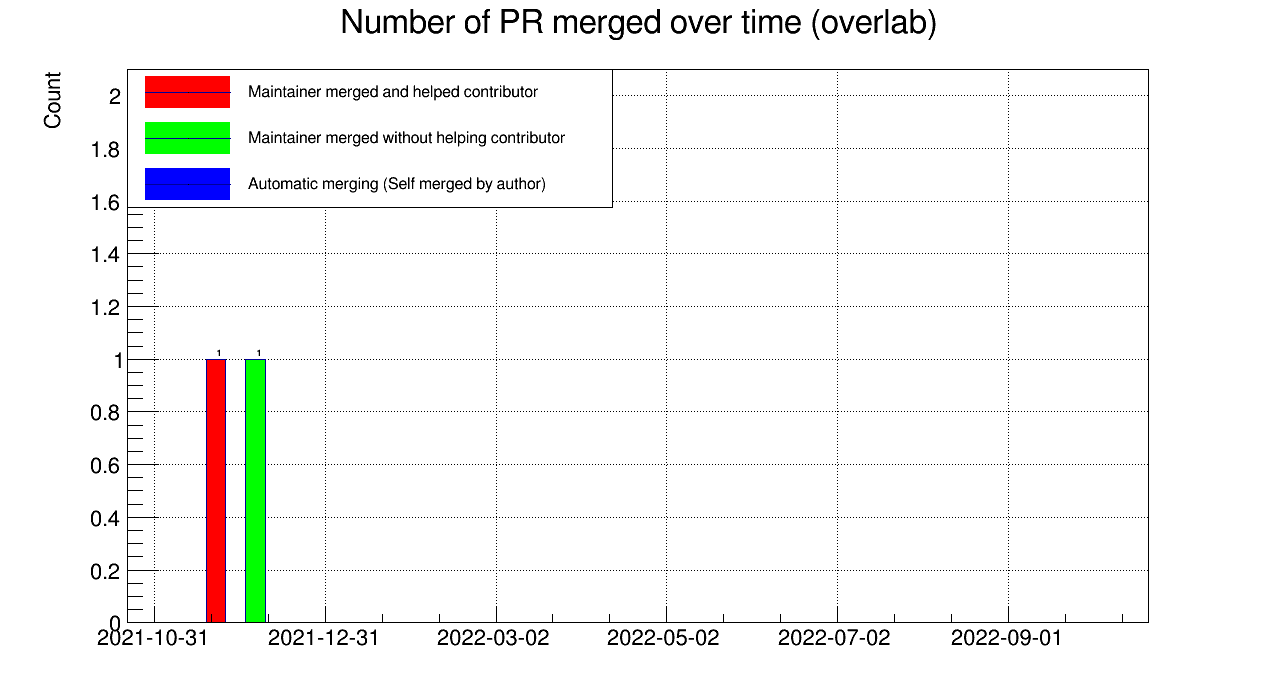 Number of PR merged over time (overlab)
Count
Maintainer merged and helped contributor
Maintainer merged without helping contributor
Automatic merging (Self merged by author)
2
1.8
1.6
1.4
1.2
1
0.8
0.6
0.4
0.2
0
1 1
2021-10-31 2021-12-31 2022-03-02 2022-05-02 2022-07-02 2022-09-01